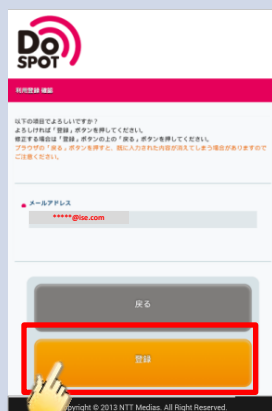 Do
SPOT
利用登録 確認
以下の項目でよろしいですか？
よろしければ「登録」ボタンを押してください。
修正する場合は「登録」ボタンの上の「戻る」ボタンを押してください。
ブラウザの「戻る」ボタンを押すと、既に入力された内容が消えてしまう場合がありますので
ご注意ください。
メールアドレス
*****@ise.com
戻る
登録
pyright © 2013 NTT Medias. All Right Reserved.